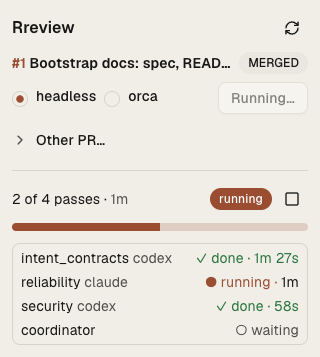 Rreview
#1 Bootstrap docs: spec, READ... MERGED
headless orca Running...
Other PR...
2 of 4 passes · 1m running
intent_contracts codex ✓ done · 1m 27s
reliability claude ● running · 1m
security codex ✓ done · 58s
coordinator ○ waiting